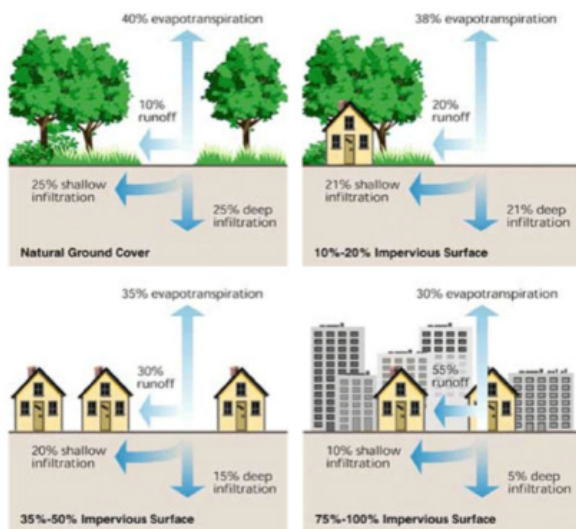 40% evapotranspiration
10%
runoff
25% shallow
infiltration
25% deep
infiltration
Natural Ground Cover
38% evapotranspiration
20%
runoff
21% shallow
infiltration
21% deep
infiltration
10%-20% Impervious Surface
35% evapotranspiration
30%
runoff
20% shallow
infiltration
15% deep
infiltration
35%-50% Impervious Surface
30% evapotranspiration
55%
runoff
10% shallow
infiltration
5% deep
infiltration
75%-100% Impervious Surface